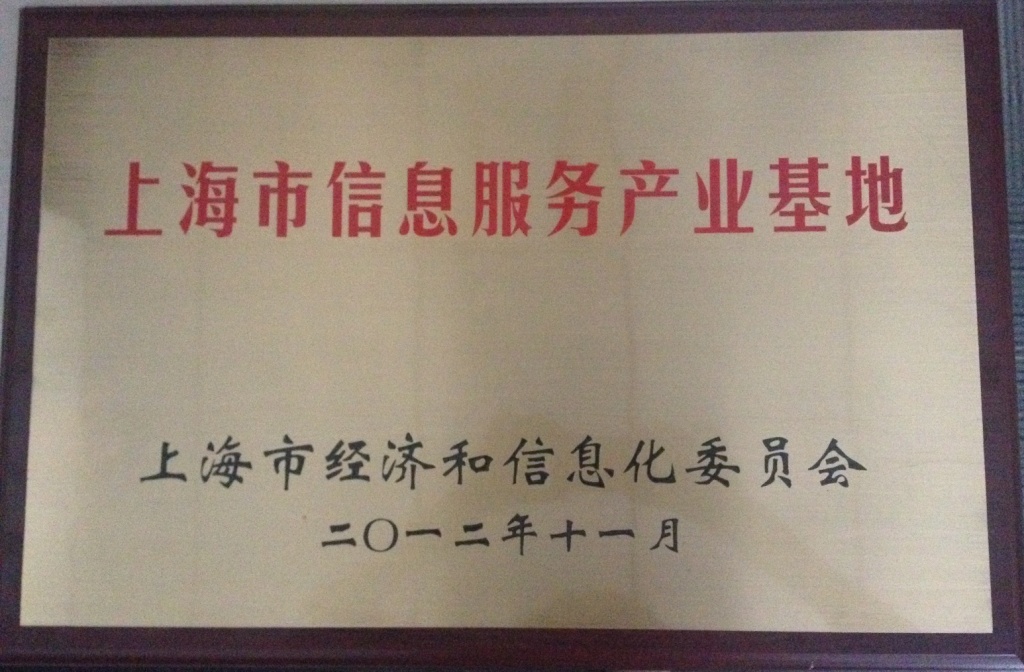 上海市信息服务产业基地
上海市经济和信息化委员会
二〇一二年十一月